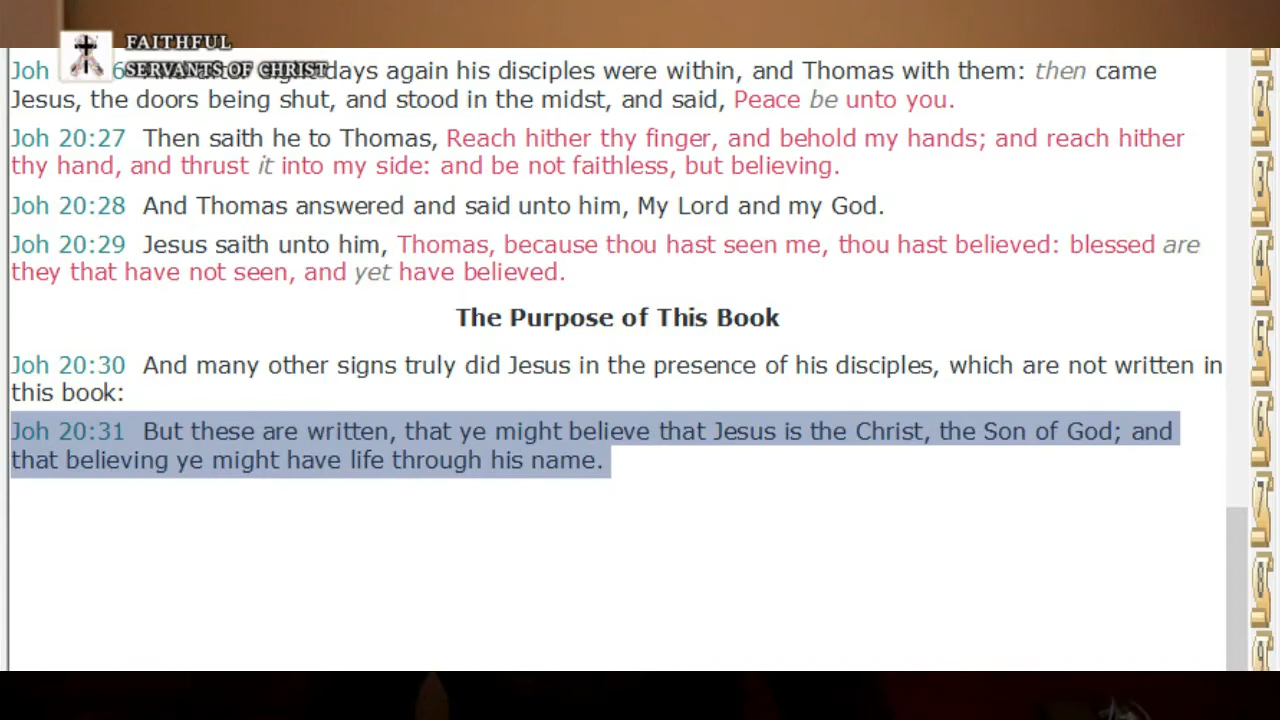 FAITHFUL
SERVANTS OF CHRIST
Joh days again his disciples were within, and Thomas with them: then came
Jesus, the doors being shut, and stood in the midst, and said, Peace be unto you.
Joh 20:27 Then saith he to Thomas, Reach hither thy finger, and behold my hands; and reach hither
thy hand, and thrust it into my side: and be not faithless, but believing.
Joh 20:28 And Thomas answered and said unto him, My Lord and my God.
Joh 20:29 Jesus saith unto him, Thomas, because thou hast seen me, thou hast believed: blessed are
they that have not seen, and yet have believed.
The Purpose of This Book
Joh 20:30 And many other signs truly did Jesus in the presence of his disciples, which are not written in
this book:
Joh 20:31 But these are written, that ye might believe that Jesus is the Christ, the Son of God; and
that believing ye might have life through his name.
2
3
4
5
6
7
8
9